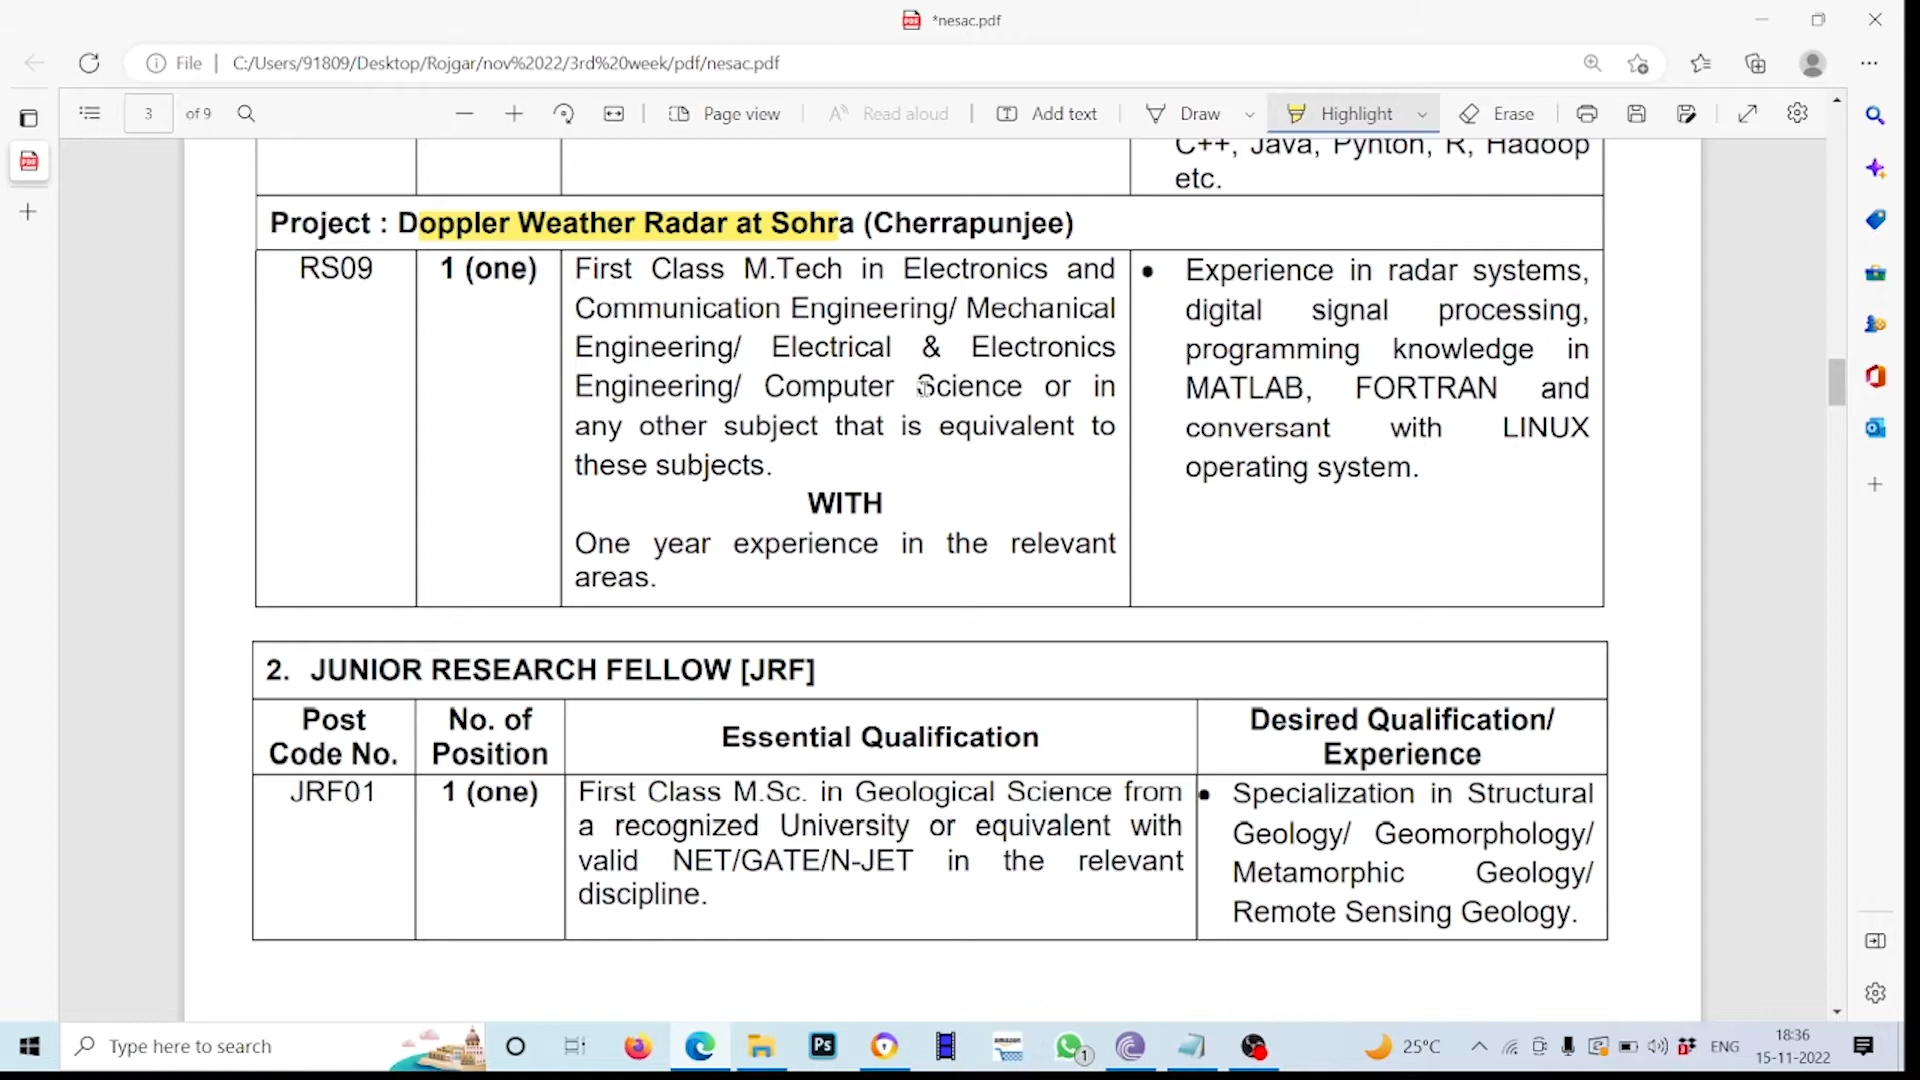 *nesac.pdf
File | C:/Users/91809/Desktop/Rojgar/nov%2022/3rd%20week/pdf/nesac.pdf
3 of 9 Page view Read aloud Add text Draw Highlight Erase
C++, Java, Python, R, Hadoop
etc.
Project : Doppler Weather Radar at Sohra (Cherrapunjee)
RS09
1 (one)
First Class M.Tech in Electronics and
Communication Engineering/ Mechanical
Engineering/ Electrical & Electronics
Engineering/ Computer Science or in
any other subject that is equivalent to
these subjects.
WITH
One year experience in the relevant
areas.
• Experience in radar systems,
digital signal processing,
programming knowledge in
MATLAB, FORTRAN and
conversant with LINUX
operating system.
2. JUNIOR RESEARCH FELLOW [JRF]
Post
Code No.
No. of
Position
Essential Qualification
Desired Qualification/
Experience
JRF01
1 (one)
First Class M.Sc. in Geological Science from
a recognized University or equivalent with
valid NET/GATE/N-JET in the relevant
discipline.
• Specialization in Structural
Geology/ Geomorphology/
Metamorphic Geology/
Remote Sensing Geology.
Type here to search
Ps
amazon
1
25°C
ENG
18:36
15-11-2022